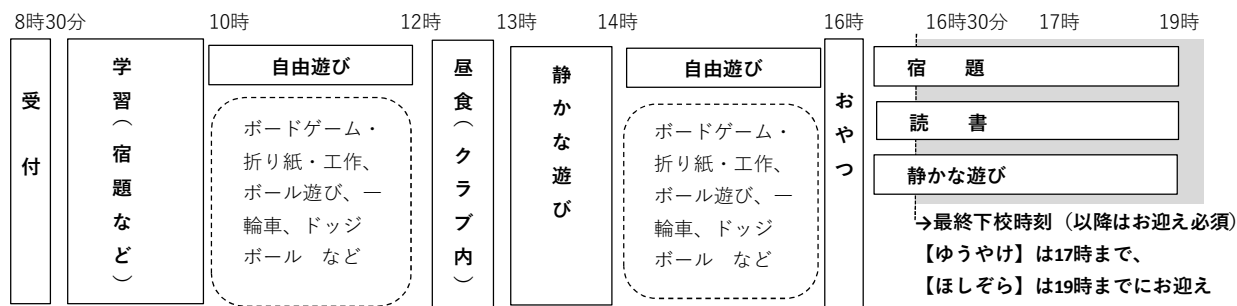 8時30分
10時
12時
13時
14時
16時
16時30分
17時
19時
受付
学習（宿題など）
自由遊び
ボードゲーム・
折り紙・工作、
ボール遊び、一
輪車、ドッジ
ボール　など
昼食（クラブ内）
静かな遊び
自由遊び
ボードゲーム・
折り紙・工作、
ボール遊び、一
輪車、ドッジ
ボール　など
おやつ
宿　題
読　書
静かな遊び
→最終下校時刻（以降はお迎え必須）
【ゆうやけ】は17時まで、
【ほしぞら】は19時までにお迎え